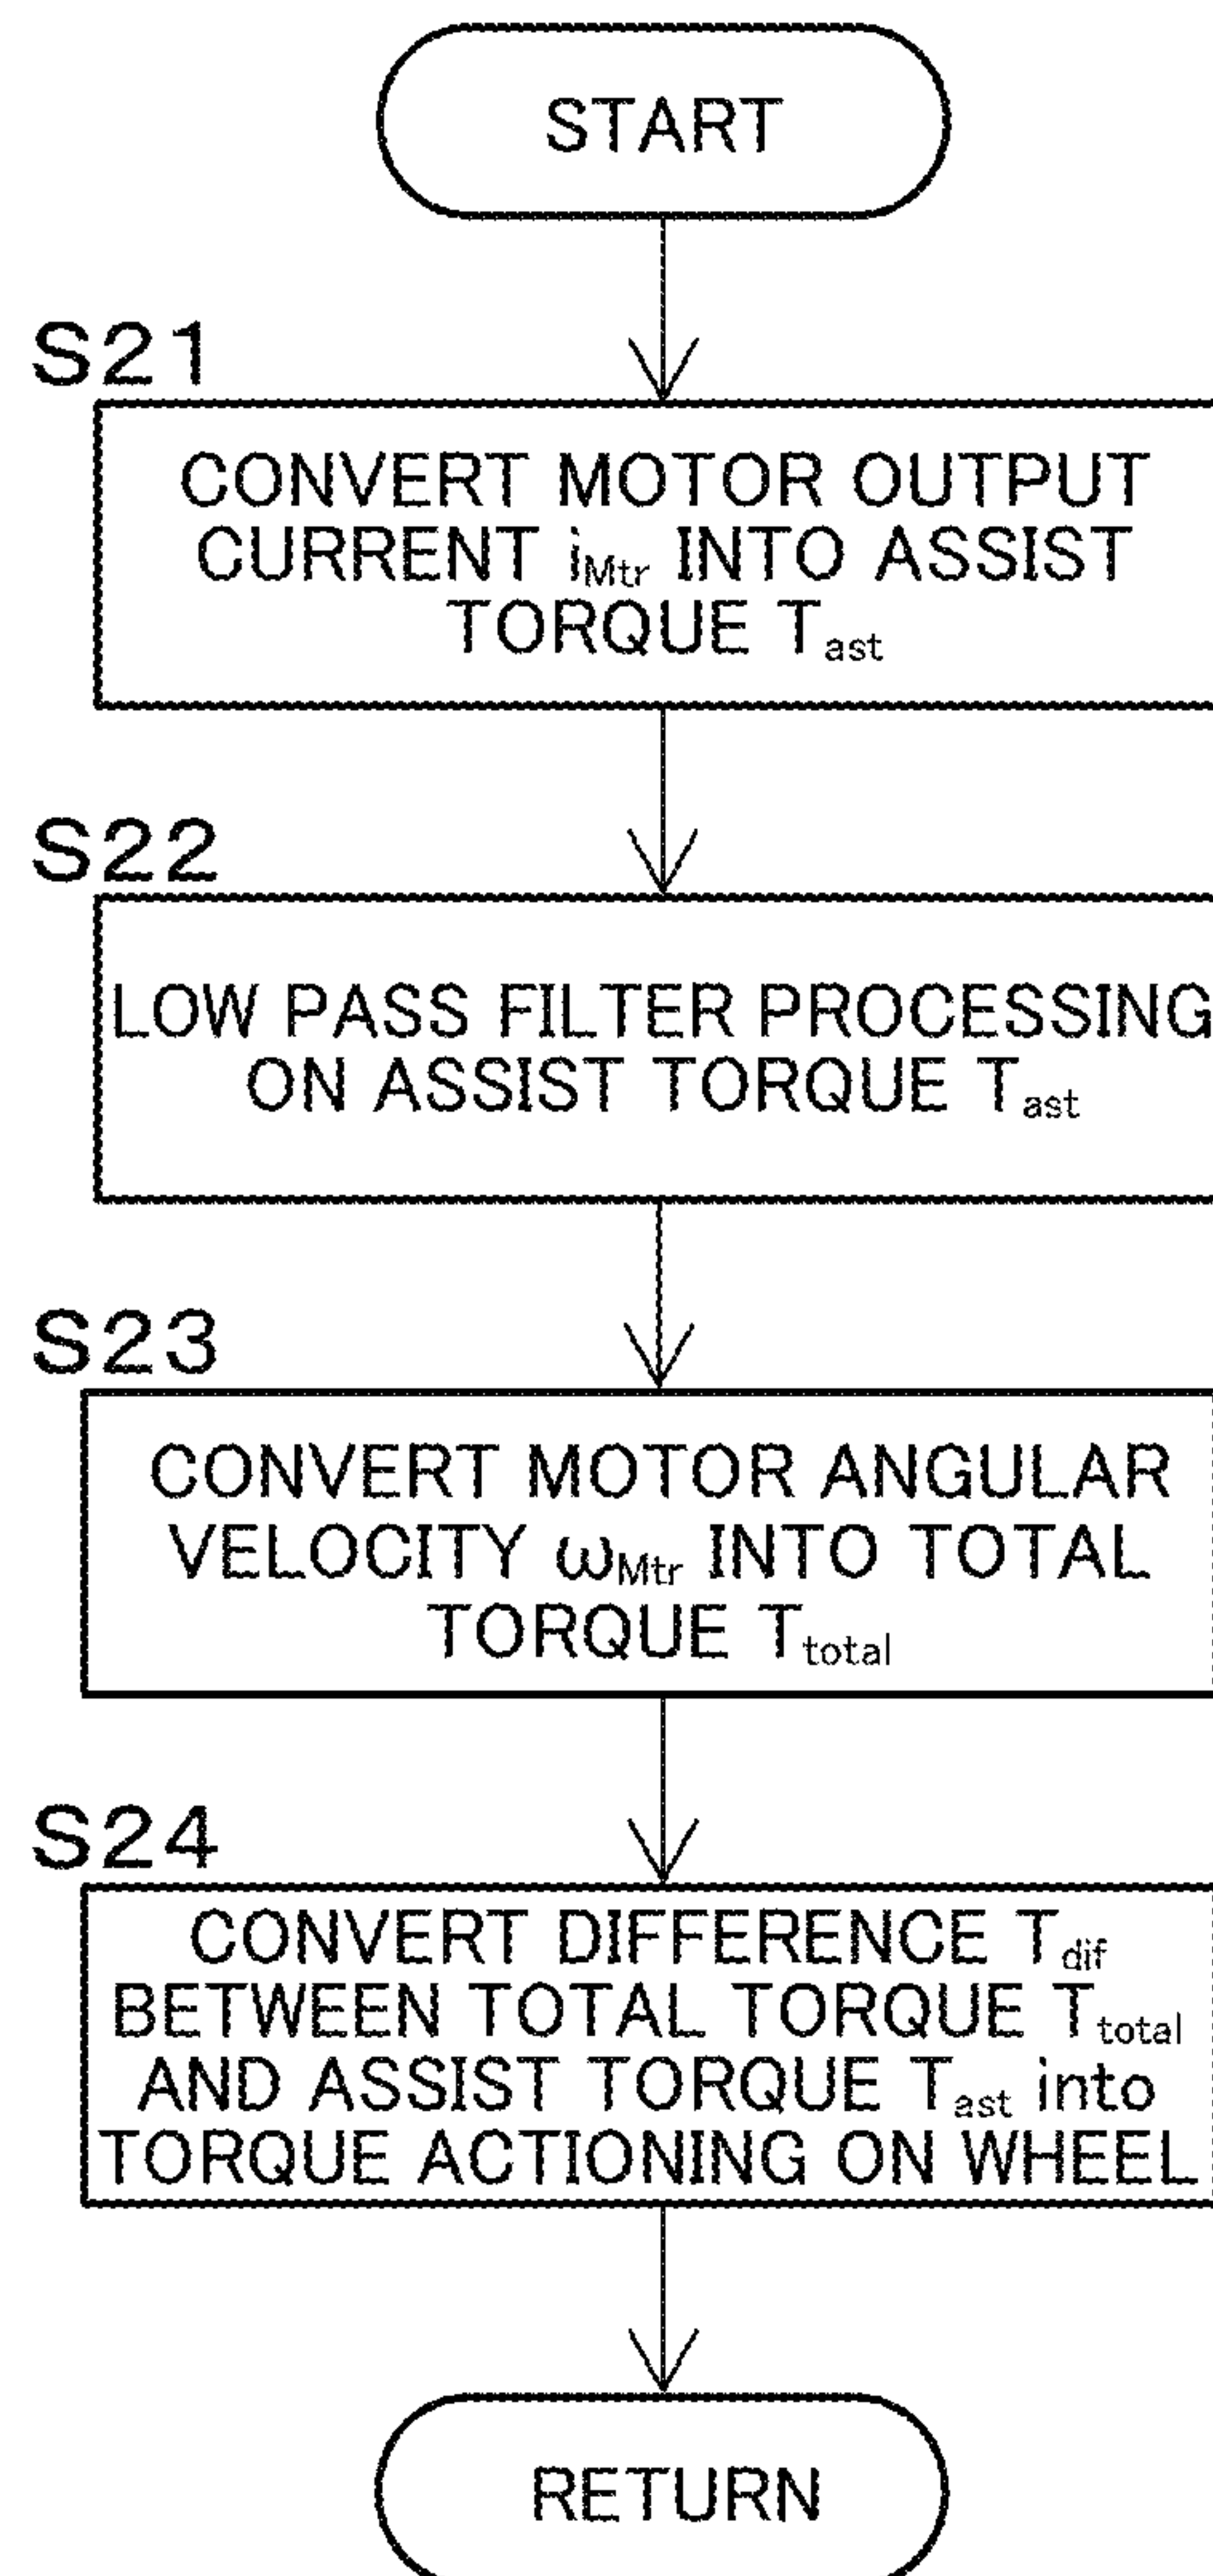 START
S21
CONVERT MOTOR OUTPUT
CURRENT iMtr INTO ASSIST
TORQUE Tast
S22
LOW PASS FILTER PROCESSING
ON ASSIST TORQUE Tast
S23
CONVERT MOTOR ANGULAR
VELOCITY ωMtr INTO TOTAL
TORQUE Ttotal
S24
CONVERT DIFFERENCE Tdif
BETWEEN TOTAL TORQUE Ttotal
AND ASSIST TORQUE Tast into
TORQUE ACTIONING ON WHEEL
RETURN